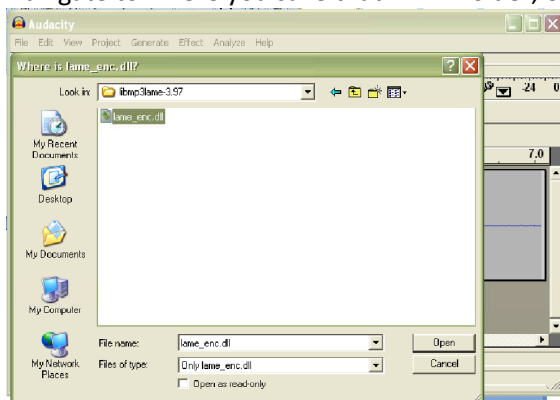 Audacity
File Edit View Project Generate Effect Analyze Help
Where is lame_enc.dll?
Look in: libmp3lame-3.97
-24 0
lame_enc.dll
7.0
My Recent
Documents
Desktop
My Documents
My Computer
My Network
Places
File name: lame_enc.dll Open
Files of type: Only lame_enc.dll Cancel
Open as read-only